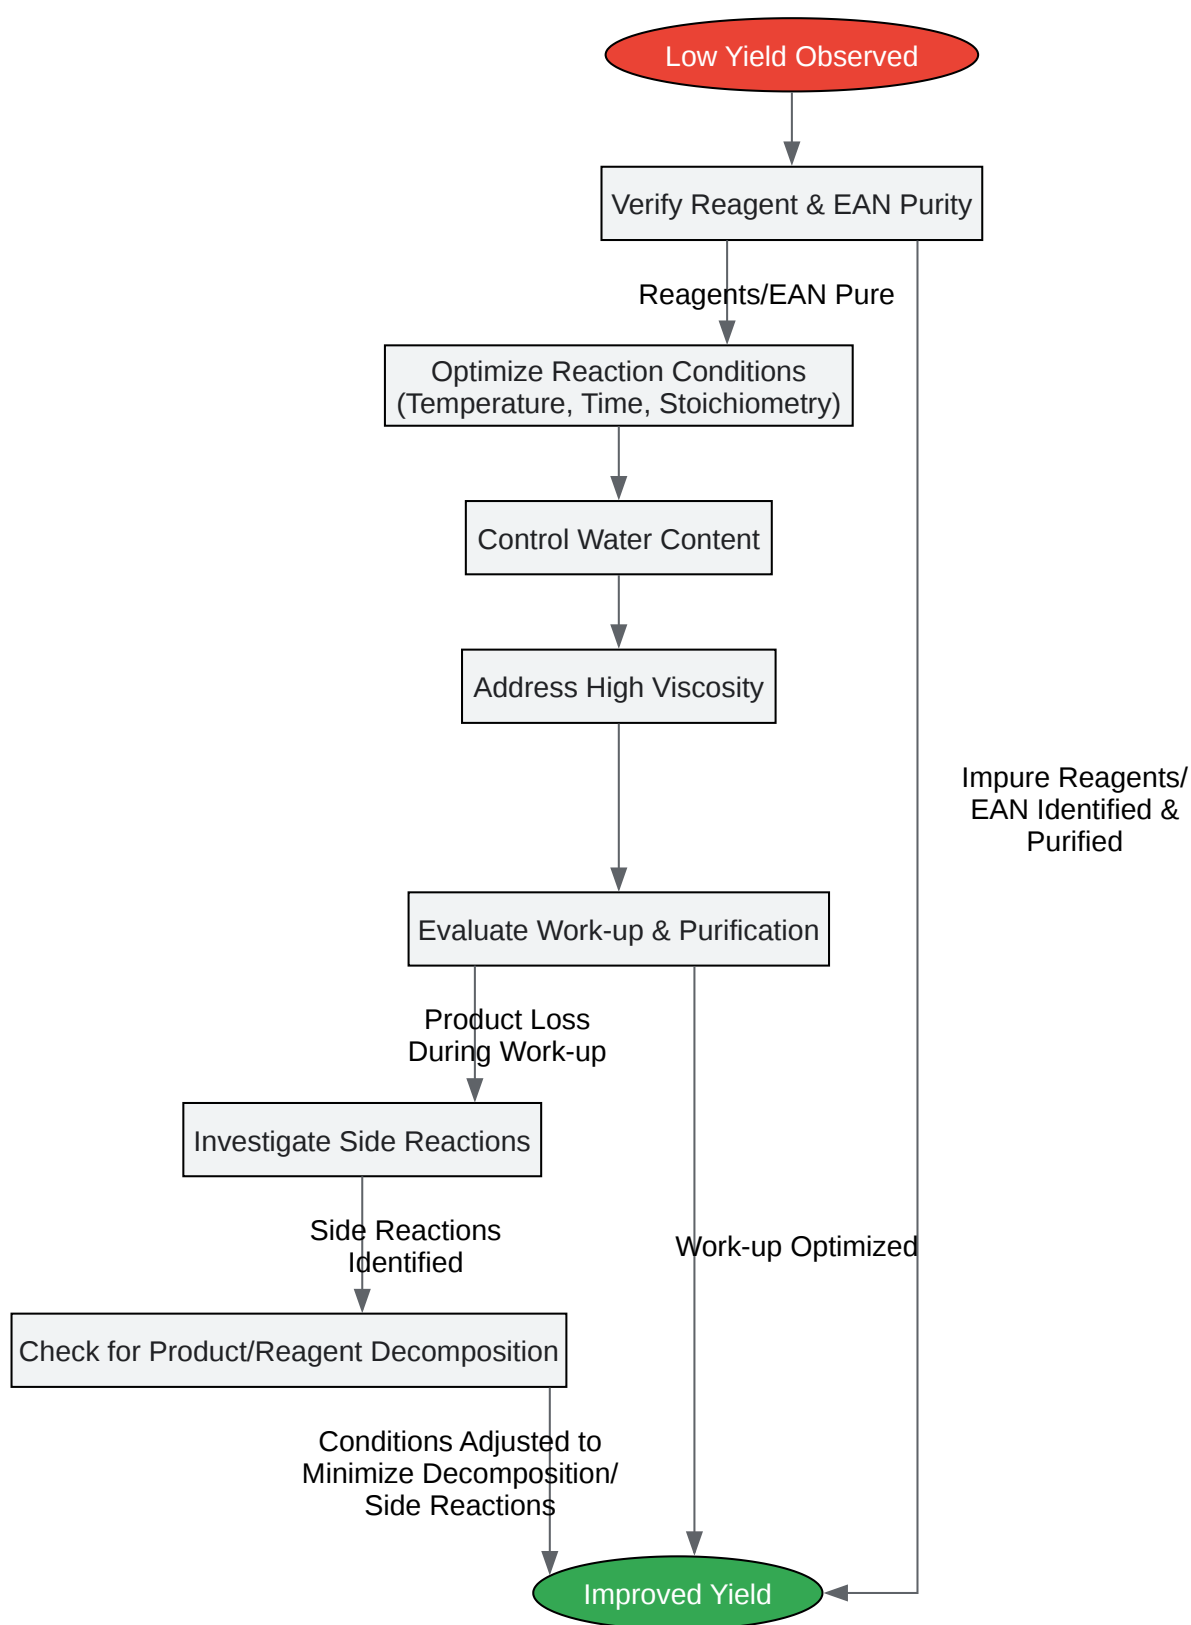 Low Yield Observed
Verify Reagent & EAN Purity
Reagents/EAN Pure
Optimize Reaction Conditions
(Temperature, Time, Stoichiometry)
Control Water Content
Address High Viscosity
Impure Reagents/
EAN Identified &
Purified
Evaluate Work-up & Purification
Product Loss
During Work-up
Investigate Side Reactions
Side Reactions
Identified
Work-up Optimized
Check for Product/Reagent Decomposition
Conditions Adjusted to
Minimize Decomposition/
Side Reactions
Improved Yield